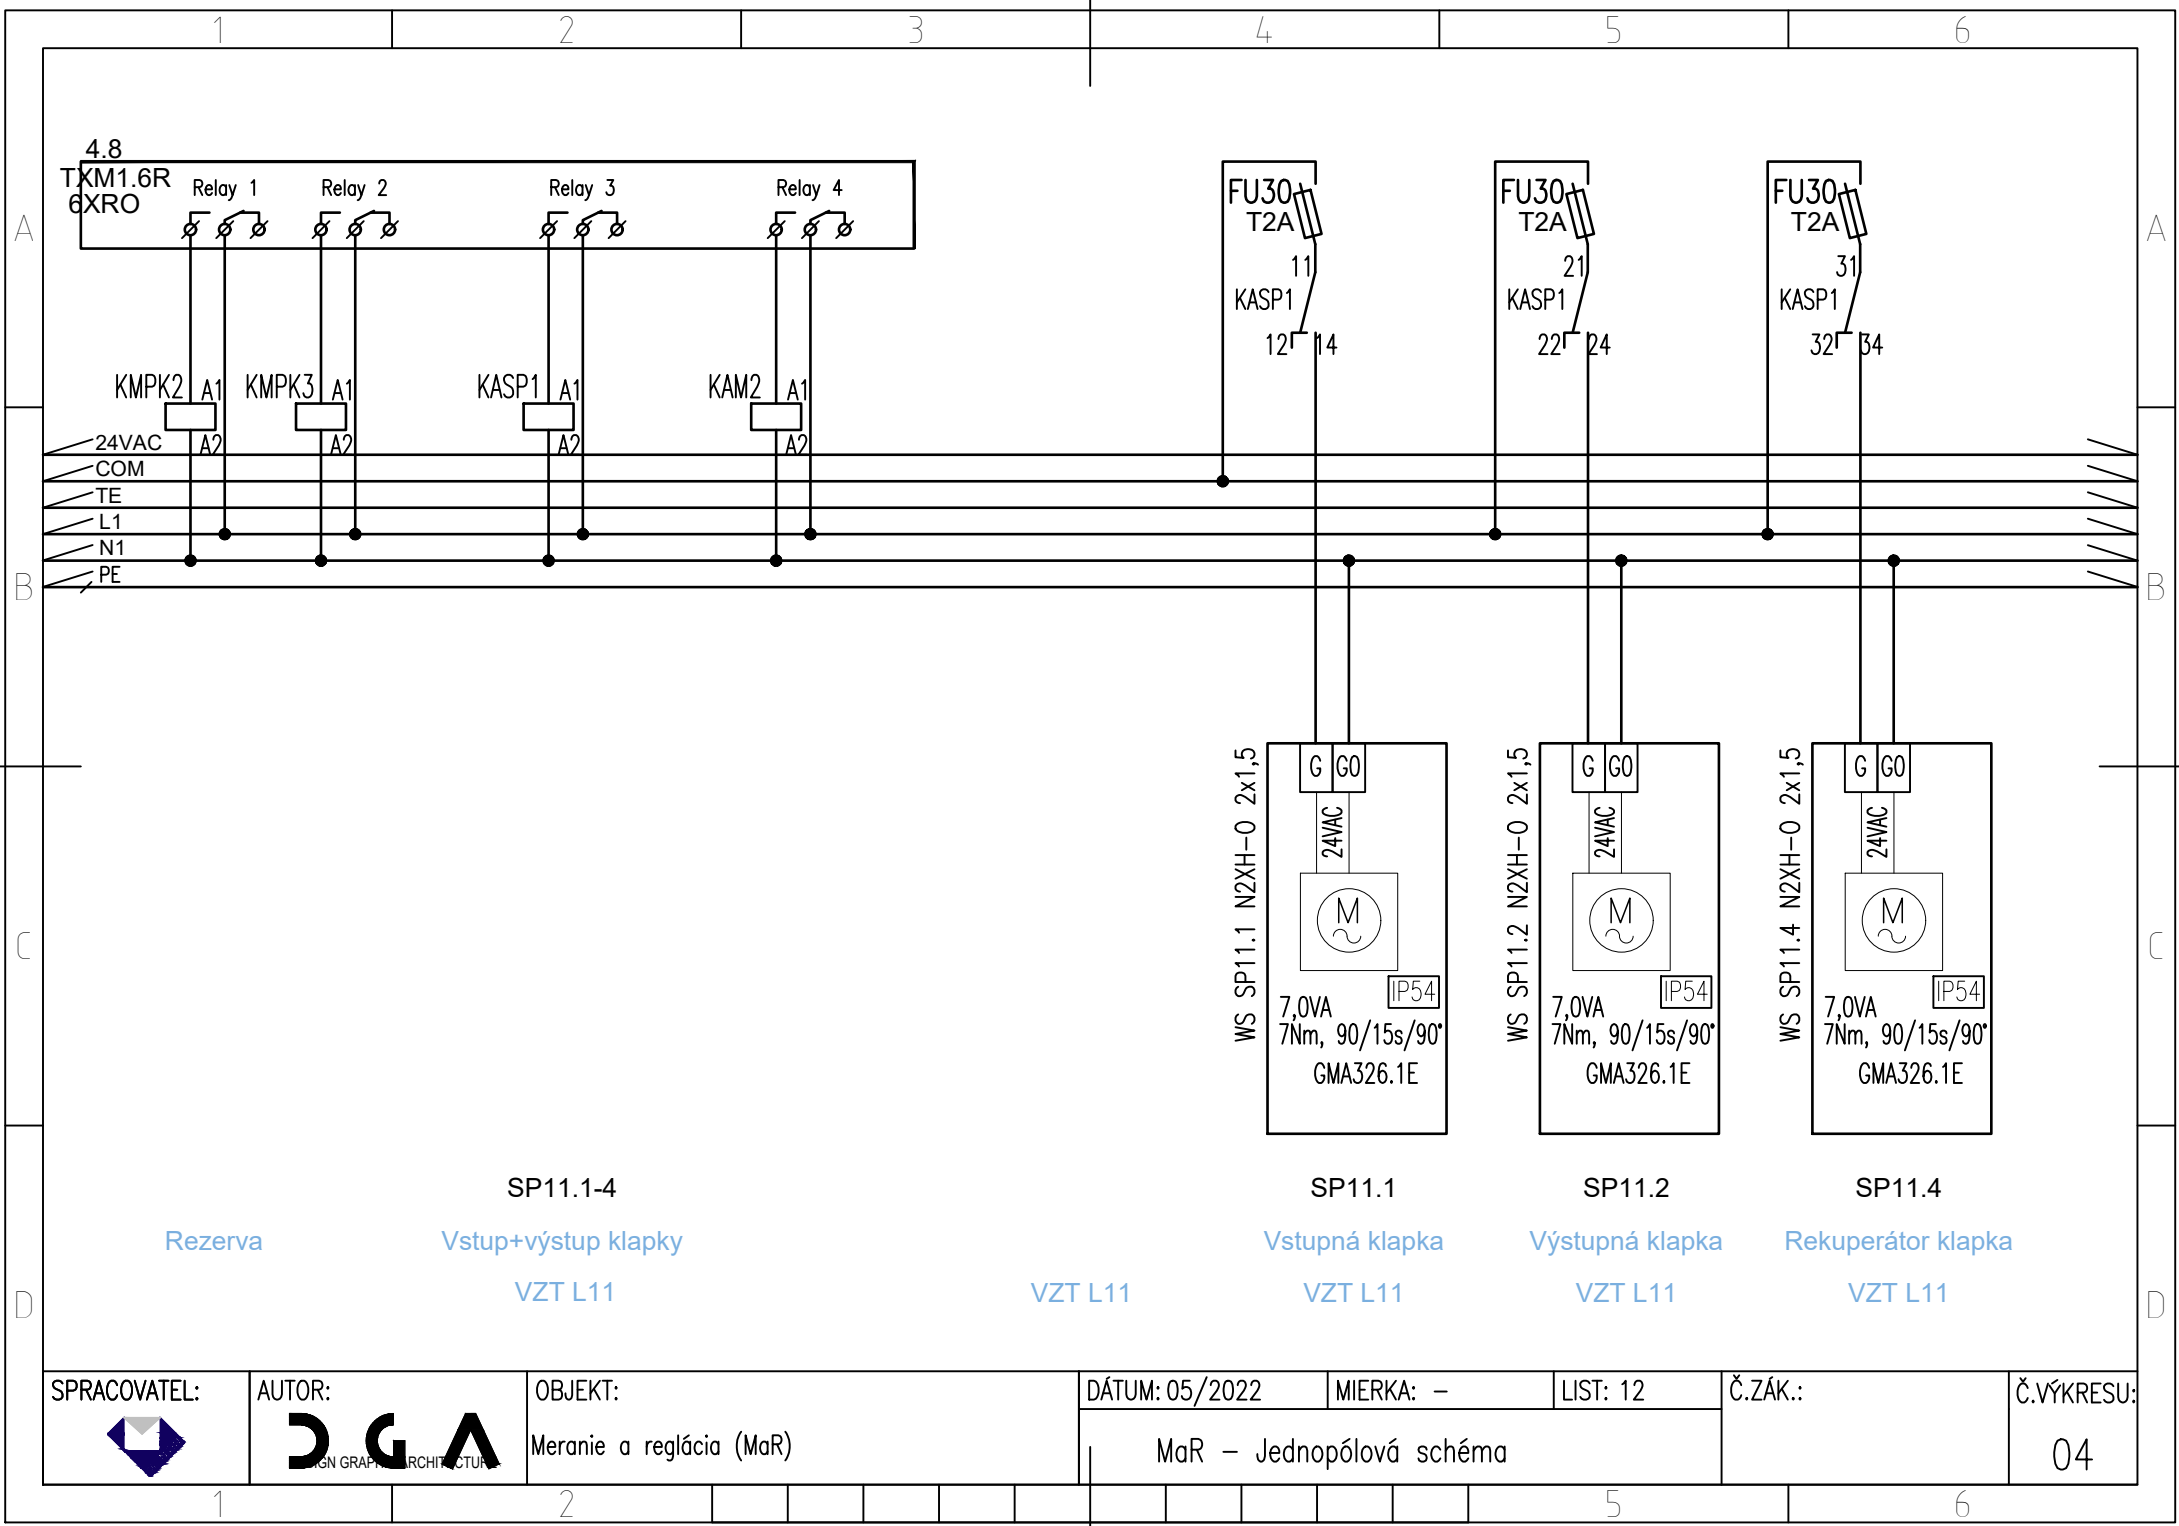 1 2 3 4 5 6
4.8
TXM1.6R
6XRO
Relay 1 Relay 2 Relay 3 Relay 4
FU30 FU30 FU30
T2A T2A T2A
A A
11 21 31
KASP1 KASP1 KASP1
12 14 22 24 32 34
KMPK2 A1 KMPK3 A1 KASP1 A1 KAM2 A1
A2 A2 A2 A2
24VAC
COM
TE
L1
N1
PE
B B
G G0 G G0 G G0
24VAC 24VAC 24VAC
WS SP11.1 N2XH-O 2x1,5
WS SP11.2 N2XH-O 2x1,5
WS SP11.4 N2XH-O 2x1,5
M M M
C C
IP54 IP54 IP54
7,0VA 7,0VA 7,0VA
7Nm, 90/15s/90° 7Nm, 90/15s/90° 7Nm, 90/15s/90°
GMA326.1E GMA326.1E GMA326.1E
SP11.1-4 SP11.1 SP11.2 SP11.4
Rezerva Vstup+výstup klapky Vstupná klapka Výstupná klapka Rekuperátor klapka
VZT L11 VZT L11 VZT L11 VZT L11 VZT L11
D D
SPRACOVATEL: AUTOR: OBJEKT: DÁTUM: 05/2022 MIERKA: - LIST: 12 Č.ZÁK.: Č.VÝKRESU:
DGA
Meranie a reglácia (MaR) MaR - Jednopólová schéma 04
1 2 5 6